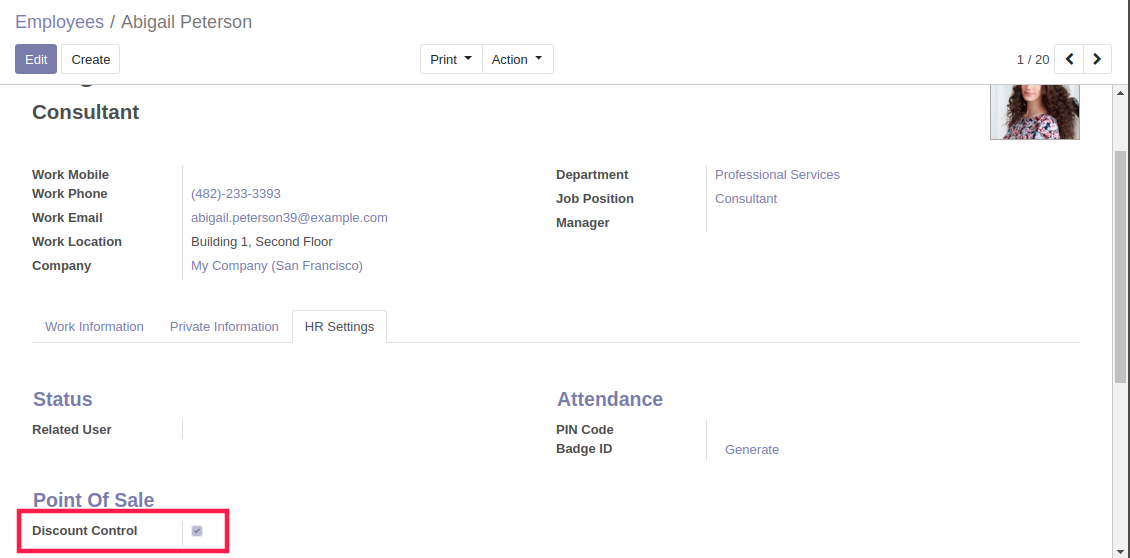 Employees / Abigail Peterson
Edit Create Print Action 1 / 20
Consultant
Work Mobile
Work Phone (482)-233-3393
Work Email abigail.peterson39@example.com
Work Location Building 1, Second Floor
Company My Company (San Francisco)
Department Professional Services
Job Position Consultant
Manager
Work Information Private Information HR Settings
Status
Related User
Attendance
PIN Code
Badge ID Generate
Point Of Sale
Discount Control